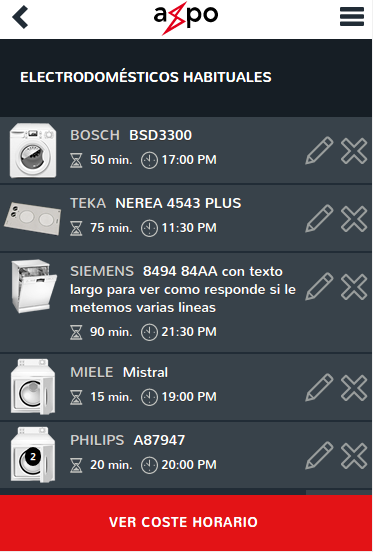 axpo
ELECTRODOMÉSTICOS HABITUALES
BOSCH BSD3300
50 min. 17:00 PM
TEKA NEREA 4543 PLUS
75 min. 11:30 PM
SIEMENS 8494 84AA con texto
largo para ver como responde si le
metemos varias lineas
90 min. 21:30 PM
MIELE Mistral
15 min. 19:00 PM
PHILIPS A87947
2
20 min. 20:00 PM
VER COSTE HORARIO